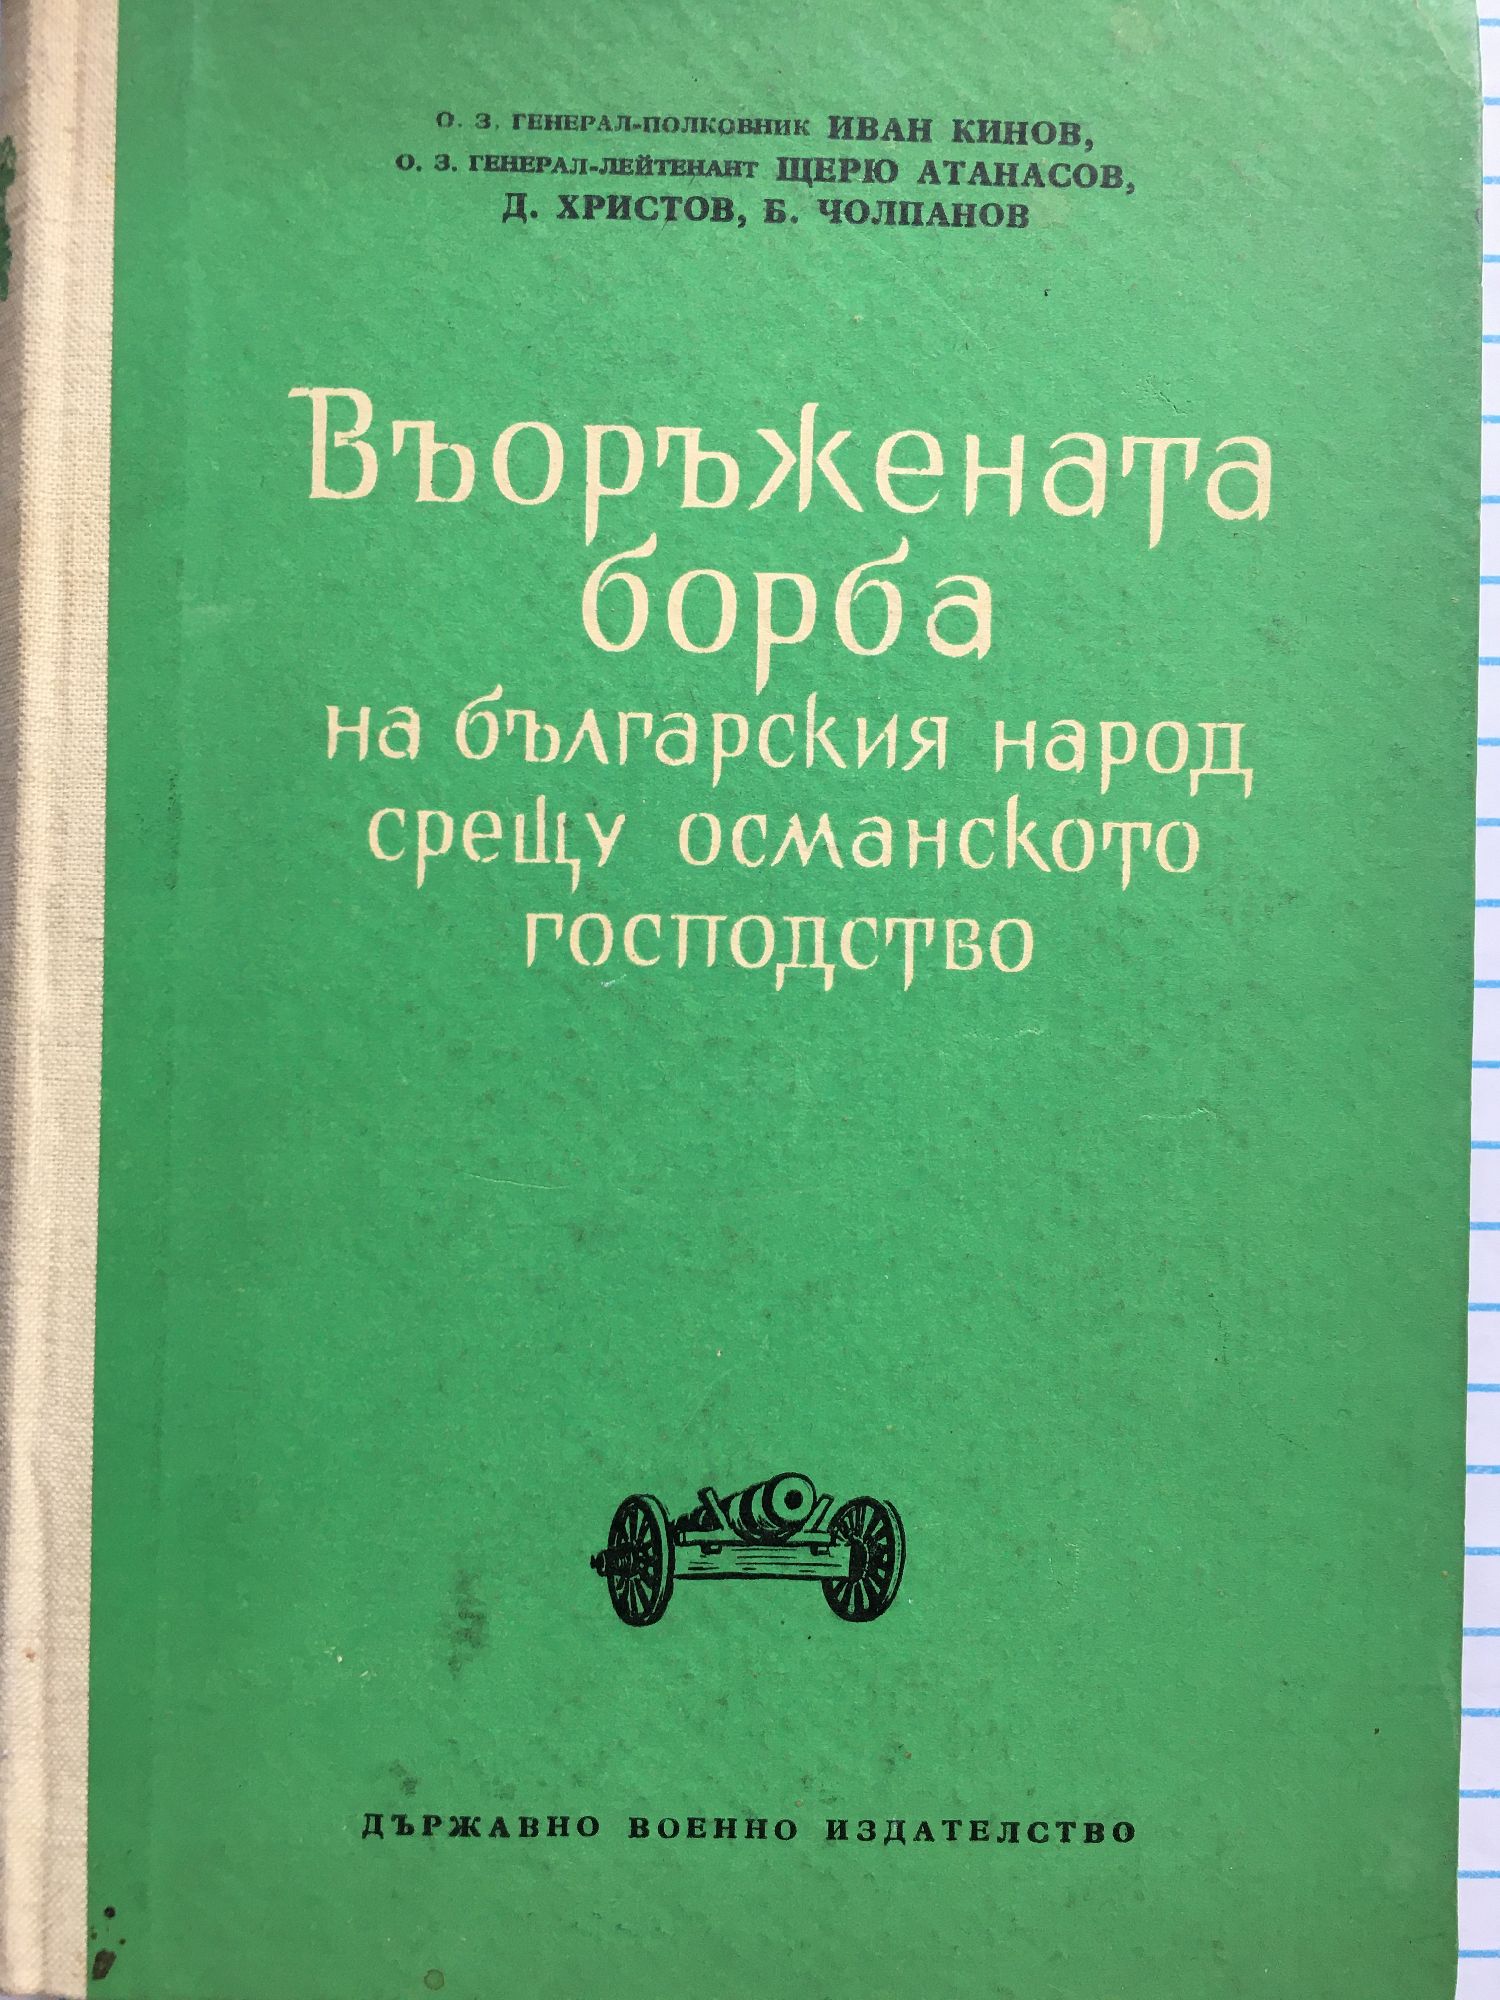 О. З. ГЕНЕРАЛ-ПОЛКОВНИК ИВАН КИНОВ,
О. З. ГЕНЕРАЛ-ЛЕЙТЕНАНТ ЩЕРЮ АТАНАСОВ,
Д. ХРИСТОВ, Б. ЧОЛПАНОВ
Въоръжената
борба
на българския народ
срещу османското
господство
ДЪРЖАВНО ВОЕННО ИЗДАТЕЛСТВО